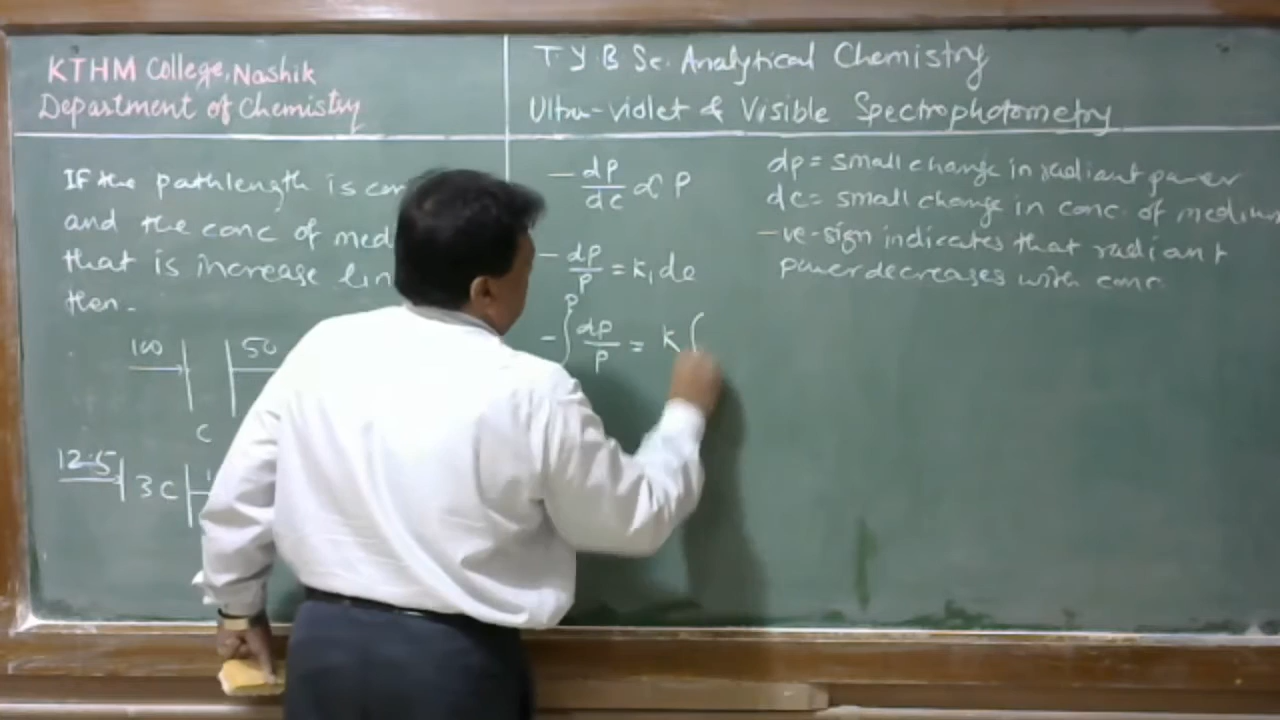 KTHM College, Nashik
Department of Chemistry
T.Y.B Sc. Analytical Chemistry
Ultra-violet & Visible Spectrophotometry
If the pathlength is
and the conc of
that is increase
then.
100
50
C
12.5
3C
- dp/dc ∝ P
- dp/p = k₁ dc
- ∫ᵖ dp/p = k ∫
dp = small change in radiant power
dc = small change in conc. of medium
-ve-sign indicates that radiant
power decreases with conc.